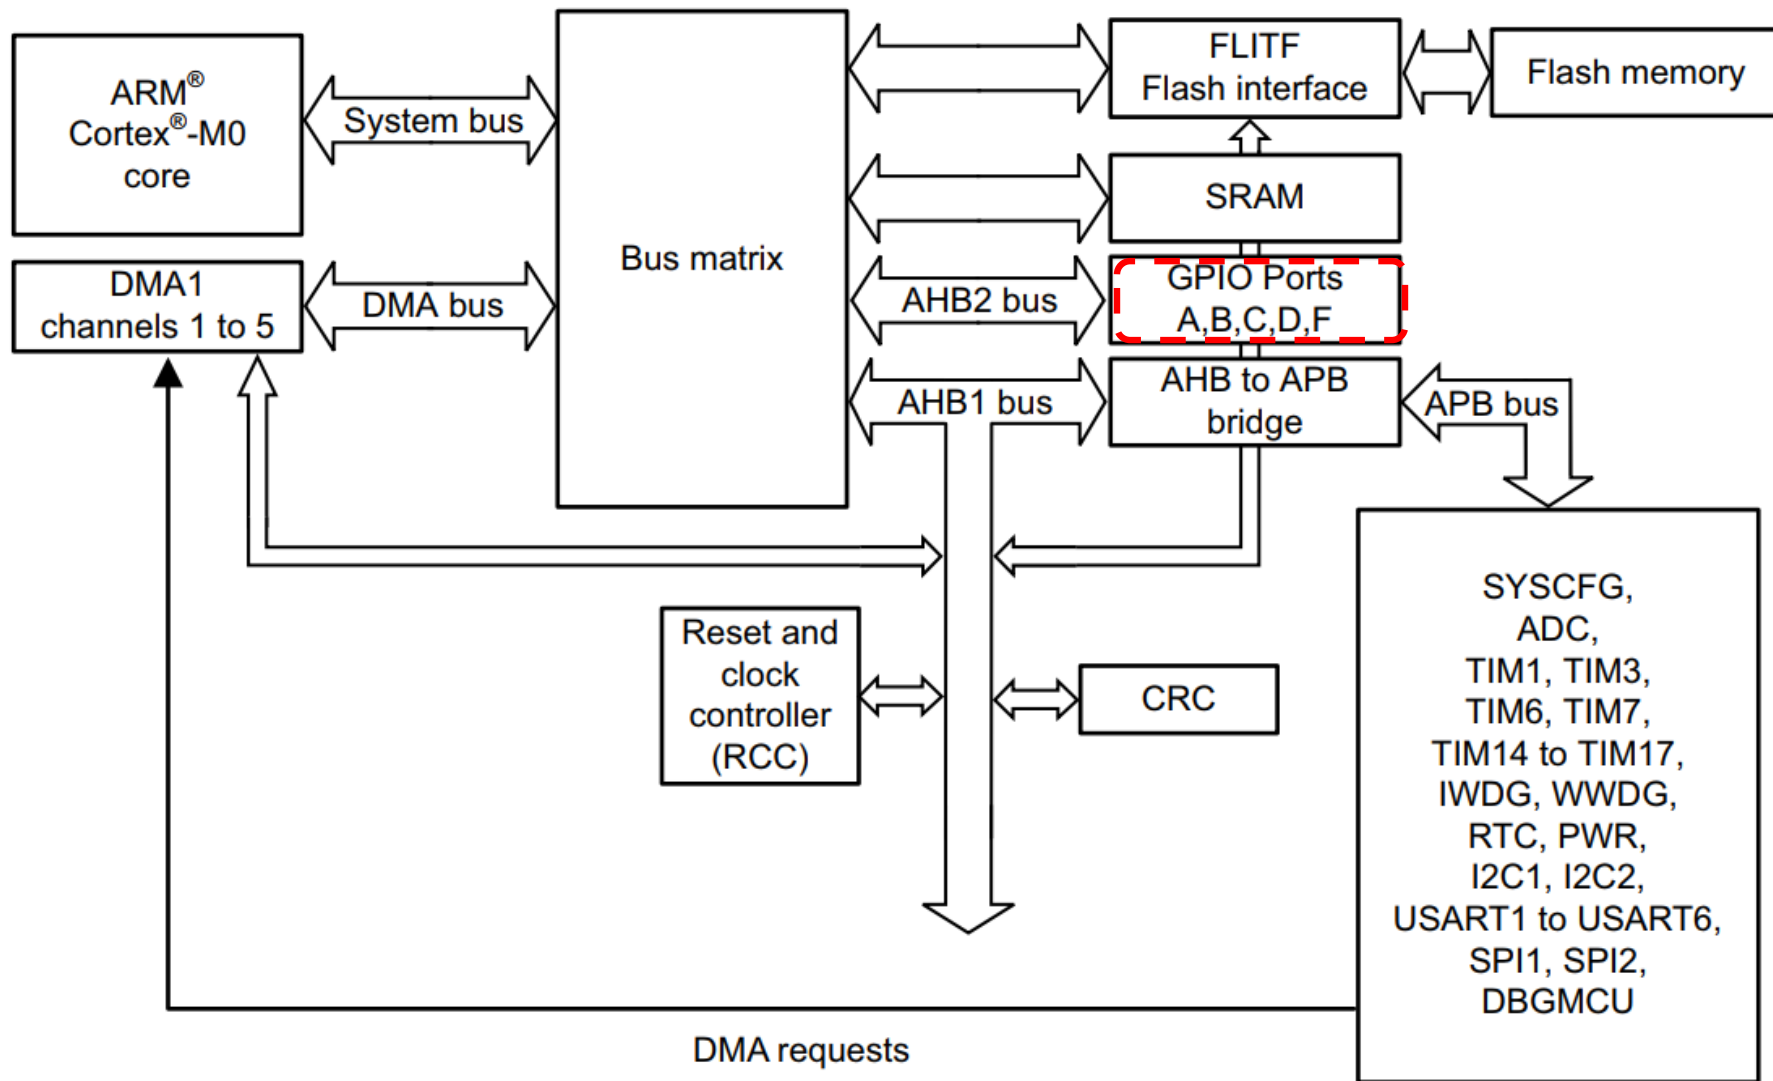 ARM®
Cortex®-M0
core
System bus
DMA1
channels 1 to 5
DMA bus
Bus matrix
FLITF
Flash interface
Flash memory
SRAM
AHB2 bus
GPIO Ports
A,B,C,D,F
AHB1 bus
AHB to APB
bridge
APB bus
Reset and
clock
controller
(RCC)
CRC
SYSCFG,
ADC,
TIM1, TIM3,
TIM6, TIM7,
TIM14 to TIM17,
IWDG, WWDG,
RTC, PWR,
I2C1, I2C2,
USART1 to USART6,
SPI1, SPI2,
DBGMCU
DMA requests